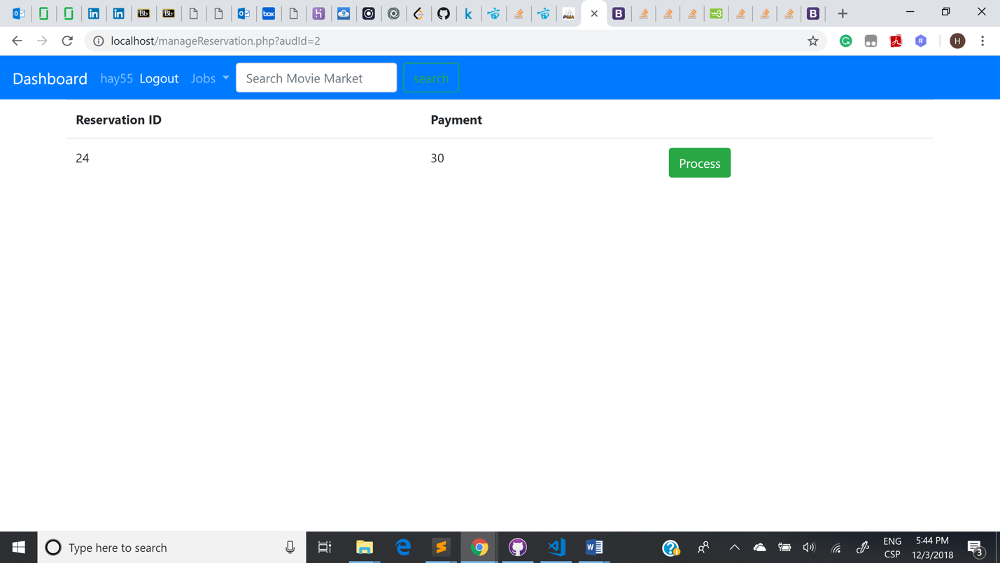 localhost/manageReservation.php?audId=2
H
Dashboard hay55 Logout Jobs Search Movie Market search
Reservation ID Payment
24 30 Process
Type here to search
ENG 5:44 PM
CSP 12/3/2018
3